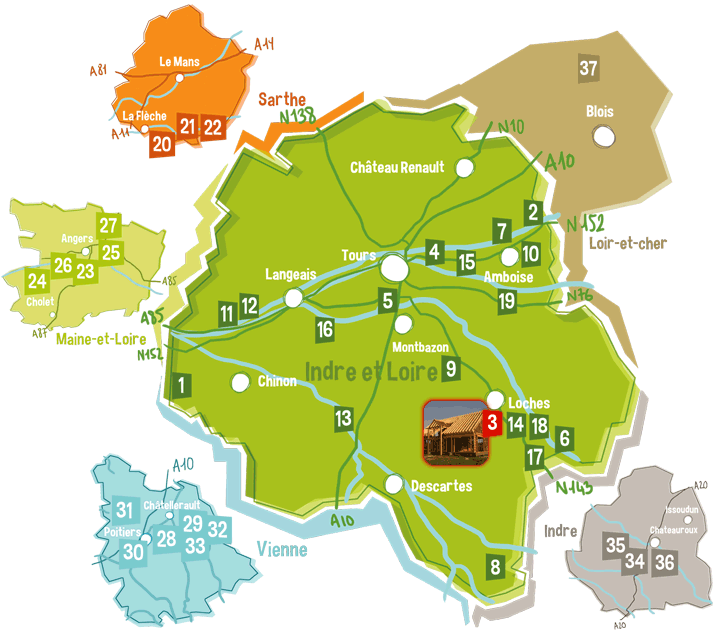 Le Mans
A81
A14
La Flèche
A11
20
21
22
Sarthe
N138
37
Blois
Loir-et-cher
N10
A10
Château Renault
N152
2
7
4
15
10
Amboise
Tours
Langeais
5
19
N76
27
Angers
25
26
23
24
Cholet
A85
A87
Maine-et-Loire
A85
N152
11
12
16
Montbazon
Indre et Loire
9
1
Chinon
Loches
3
14
18
6
17
N143
13
Descartes
A10
8
Vienne
A10
31
Châtellerault
Poitiers
29
32
28
30
33
Indre
A20
Issoudun
Chateauroux
35
34
36
A20